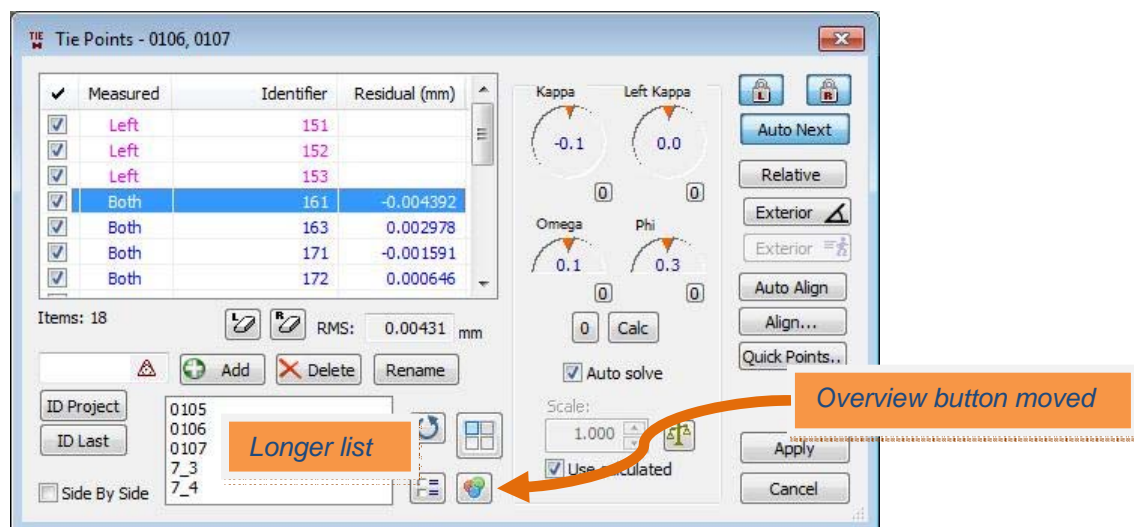 TIE Tie Points - 0106, 0107
✓ Measured Identifier Residual (mm)
Left 151
Left 152
Left 153
Both 161 -0.004392
Both 163 0.002978
Both 171 -0.001591
Both 172 0.000646
Items: 18
L R RMS: 0.00431 mm
Add Delete Rename
ID Project
ID Last
Side By Side
0105
0106
0107
7_3
7_4
Longer list
Kappa Left Kappa
-0.1 0.0
0 0
Omega Phi
0.1 0.3
0 0
0 Calc
Auto solve
Scale:
1.000
Use calculated
L R
Auto Next
Relative
Exterior
Exterior
Auto Align
Align...
Quick Points..
Overview button moved
Apply
Cancel